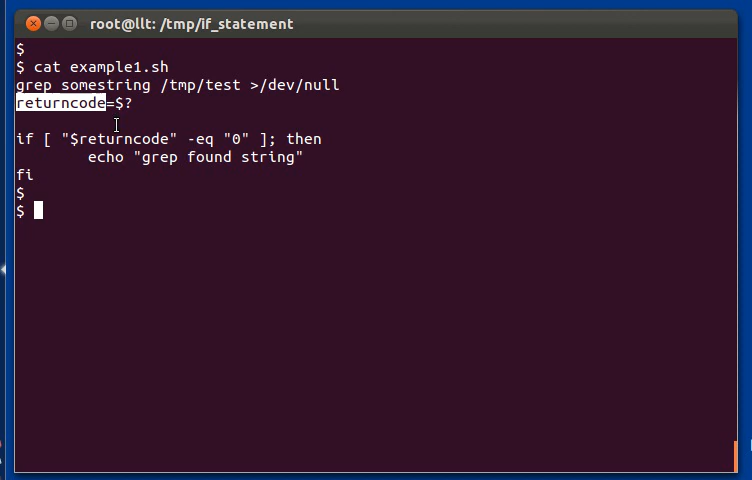 root@llt: /tmp/if_statement
$
$ cat example1.sh
grep somestring /tmp/test >/dev/null
returncode=$?
if [ "$returncode" -eq "0" ]; then
        echo "grep found string"
fi
$
$